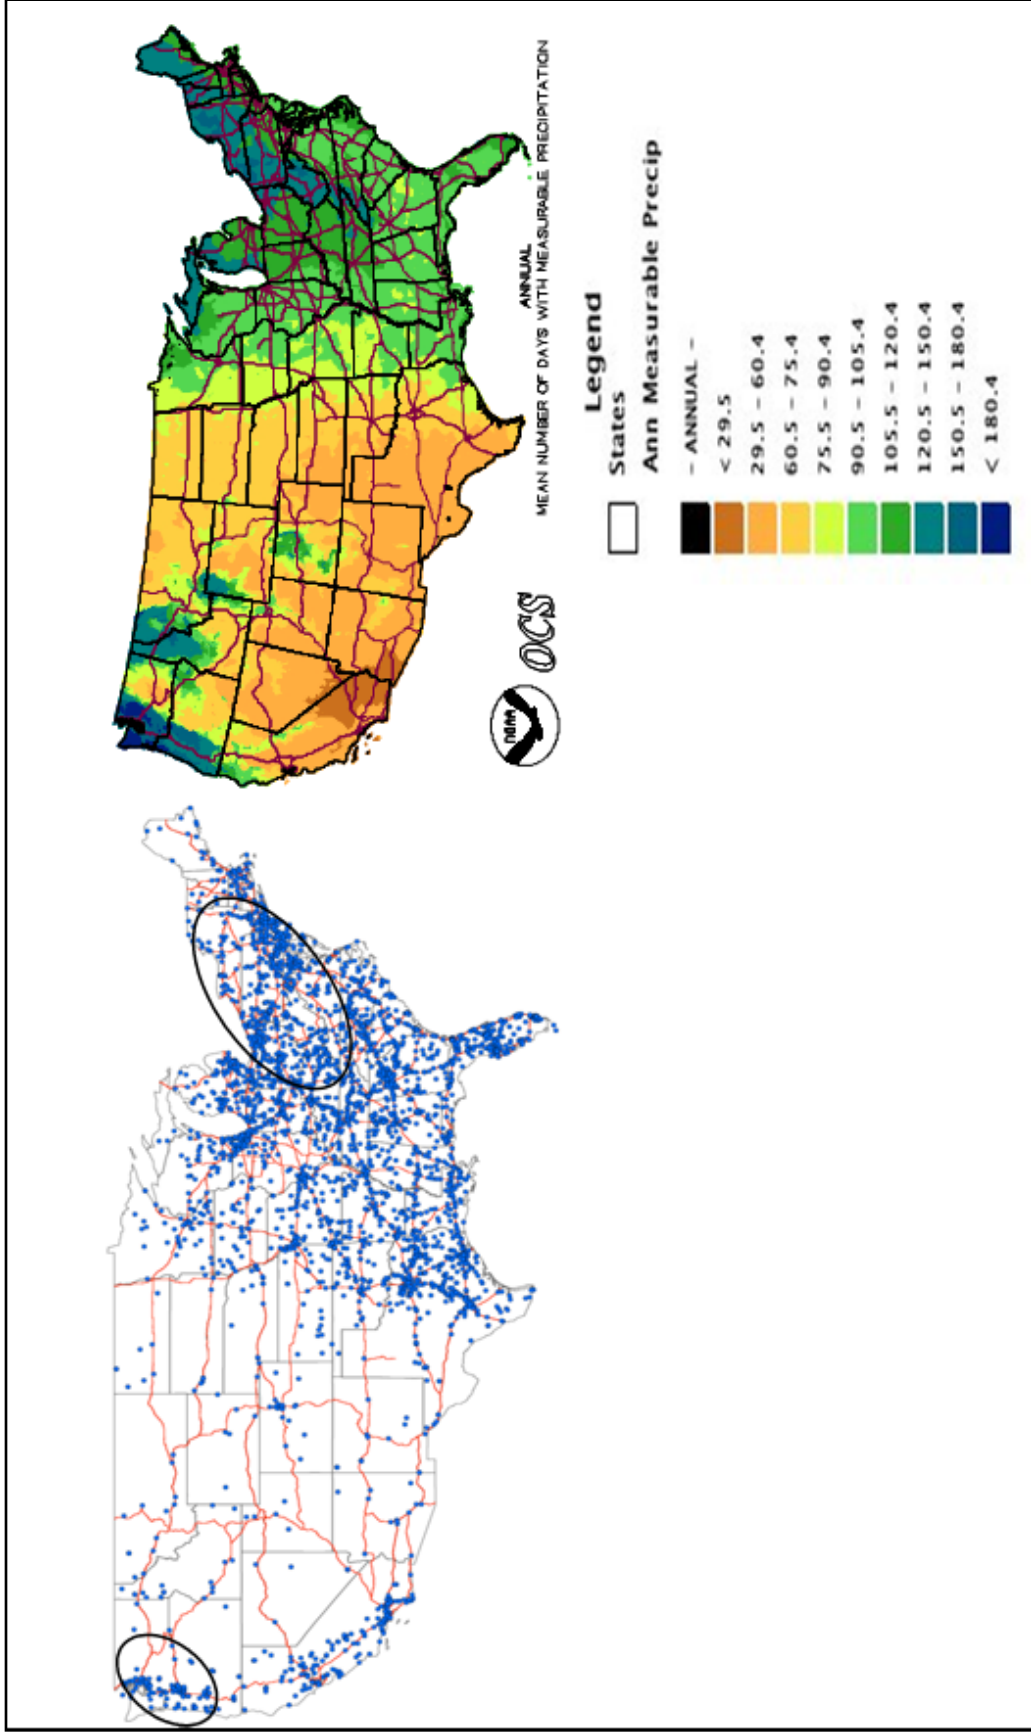 ANNUAL
MEAN NUMBER OF DAYS WITH MEASURABLE PRECIPITATION
NOAA
OCS
Legend
States
Ann Measurable Precip
- ANNUAL -
< 29.5
29.5 - 60.4
60.5 - 75.4
75.5 - 90.4
90.5 - 105.4
105.5 - 120.4
120.5 - 150.4
150.5 - 180.4
< 180.4